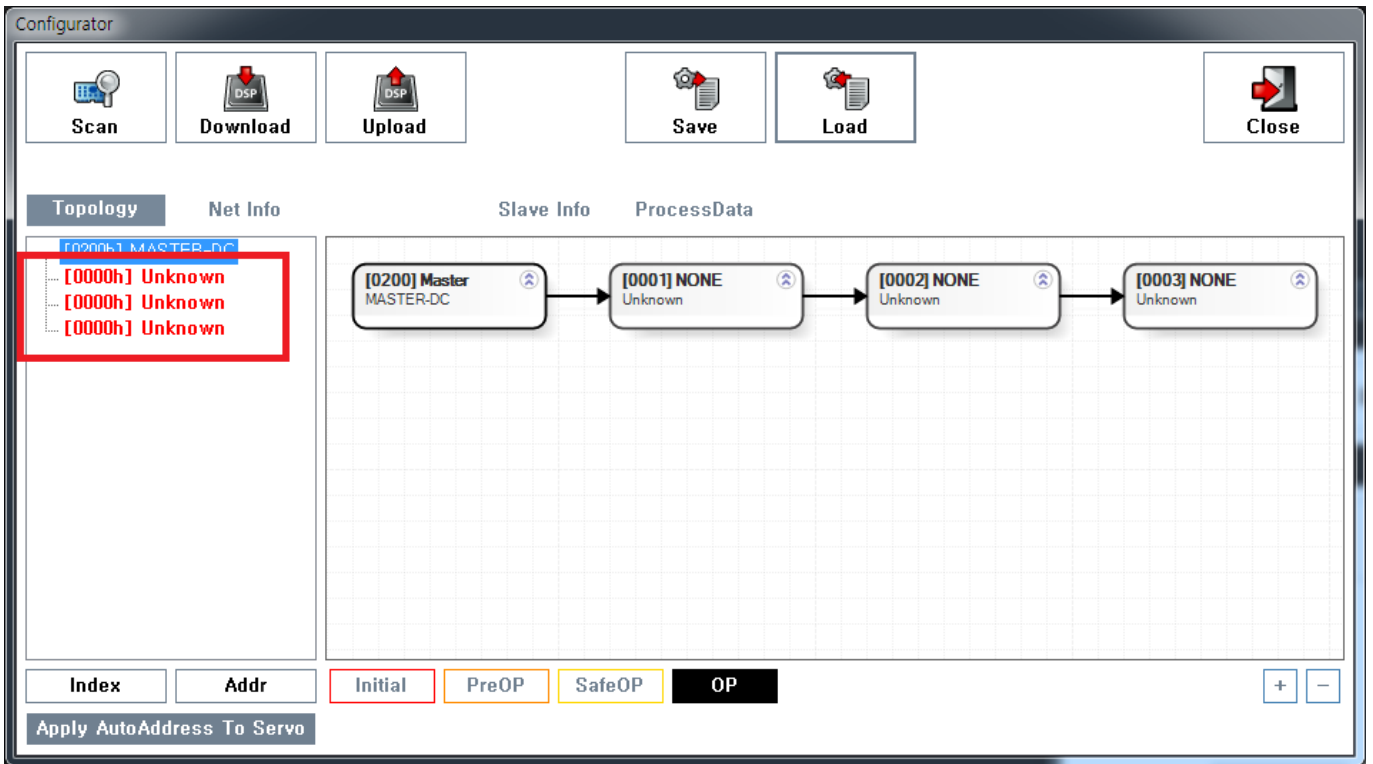 Configurator
Scan
DSP
Download
DSP
Upload
Save
Load
Close
Topology
Net Info
Slave Info
ProcessData
[0200h] MASTER-DC
[0000h] Unknown
[0000h] Unknown
[0000h] Unknown
[0200] Master
MASTER-DC
[0001] NONE
Unknown
[0002] NONE
Unknown
[0003] NONE
Unknown
Index
Addr
Initial
PreOP
SafeOP
OP
+
−
Apply AutoAddress To Servo